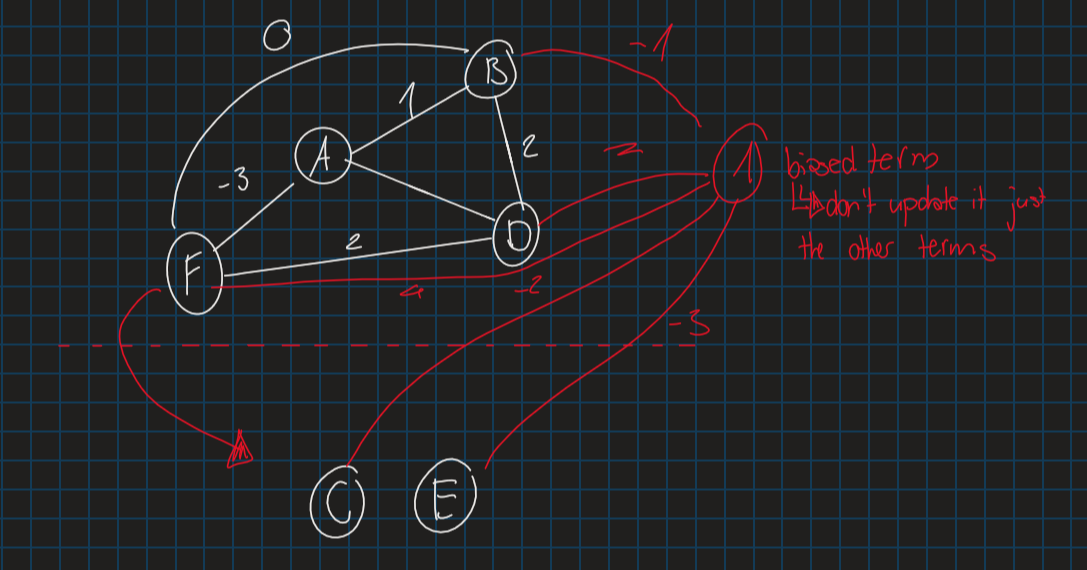 0
-1
B
1
2
-2
1
biased term
↳ don't update it just
the other terms
A
-3
2
D
F
4
-2
-3
C
E